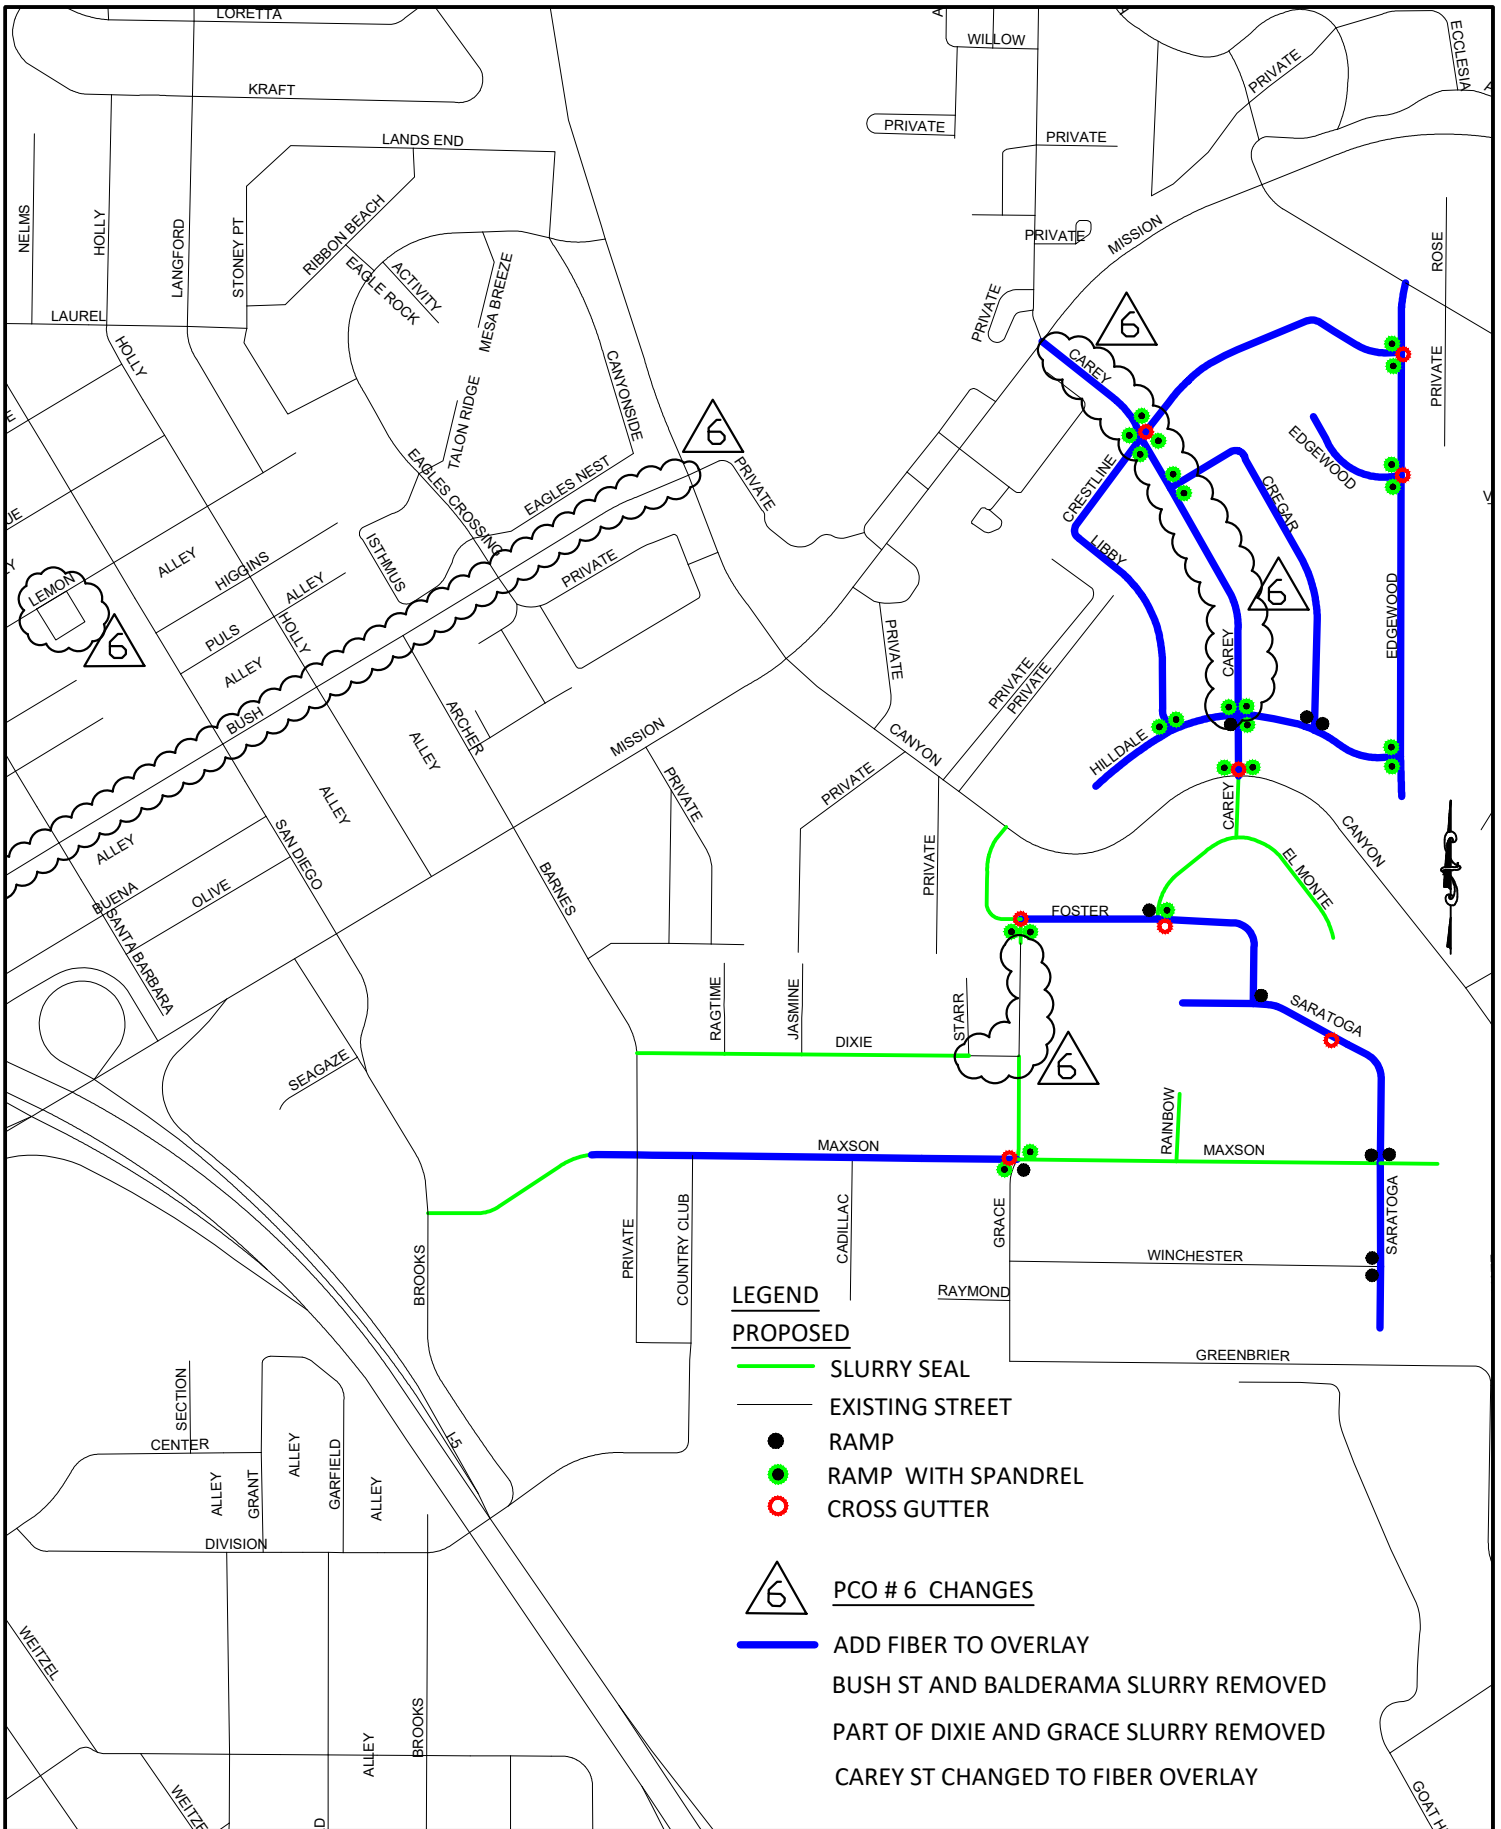 LORETTA
WILLOW
ECCLESIA
KRAFT
PRIVATE
PRIVATE
LANDS END
PRIVATE
NELMS
HOLLY
LANGFORD
STONEY PT
RIBBON BEACH
EAGLE ROCK
ACTIVITY
MESA BREEZE
PRIVATE
MISSION
ROSE
LAUREL
PRIVATE
6
HOLLY
CANYONSIDE
CAREY
PRIVATE
TALON RIDGE
6
EAGLES CROSSING
EAGLES NEST
PRIVATE
CRESTLINE
EDGEWOOD
CREGAR
ISTHMUS
LIBBY
ALLEY
HIGGINS
ALLEY
PRIVATE
LEMON
6
6
PULS
HOLLY
ALLEY
PRIVATE
CAREY
EDGEWOOD
PRIVATE
PRIVATE
BUSH
ARCHER
ALLEY
MISSION
CANYON
HILLDALE
PRIVATE
PRIVATE
ALLEY
ALLEY
SAN DIEGO
CAREY
CANYON
PRIVATE
BUENA
OLIVE
BARNES
EL MONTE
SANTA BARBARA
FOSTER
RAGTIME
JASMINE
STARR
SARATOGA
DIXIE
SEAGAZE
6
RAINBOW
MAXSON
MAXSON
BROOKS
PRIVATE
COUNTRY CLUB
CADILLAC
GRACE
SARATOGA
WINCHESTER
RAYMOND
GREENBRIER
LEGEND
PROPOSED
SLURRY SEAL
EXISTING STREET
RAMP
RAMP WITH SPANDREL
CROSS GUTTER
SECTION
CENTER
ALLEY
GRANT
ALLEY
GARFIELD
ALLEY
I-5
DIVISION
6 PCO # 6 CHANGES
ADD FIBER TO OVERLAY
BUSH ST AND BALDERAMA SLURRY REMOVED
PART OF DIXIE AND GRACE SLURRY REMOVED
CAREY ST CHANGED TO FIBER OVERLAY
WEITZEL
BROOKS
ALLEY